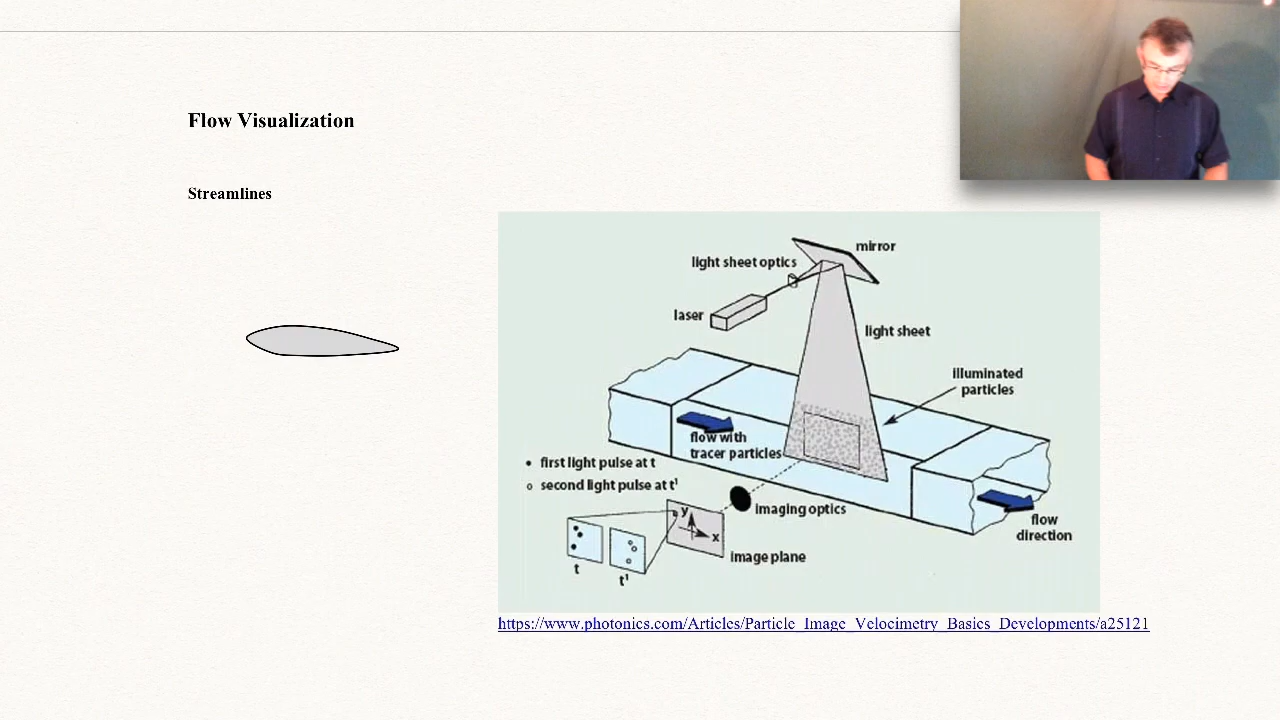 Flow Visualization
Streamlines
mirror
light sheet optics
laser
light sheet
illuminated
particles
flow with
tracer particles
• first light pulse at t
o second light pulse at t¹
imaging optics
y
x
flow
direction
image plane
t
t¹
https://www.photonics.com/Articles/Particle_Image_Velocimetry_Basics_Developments/a25121